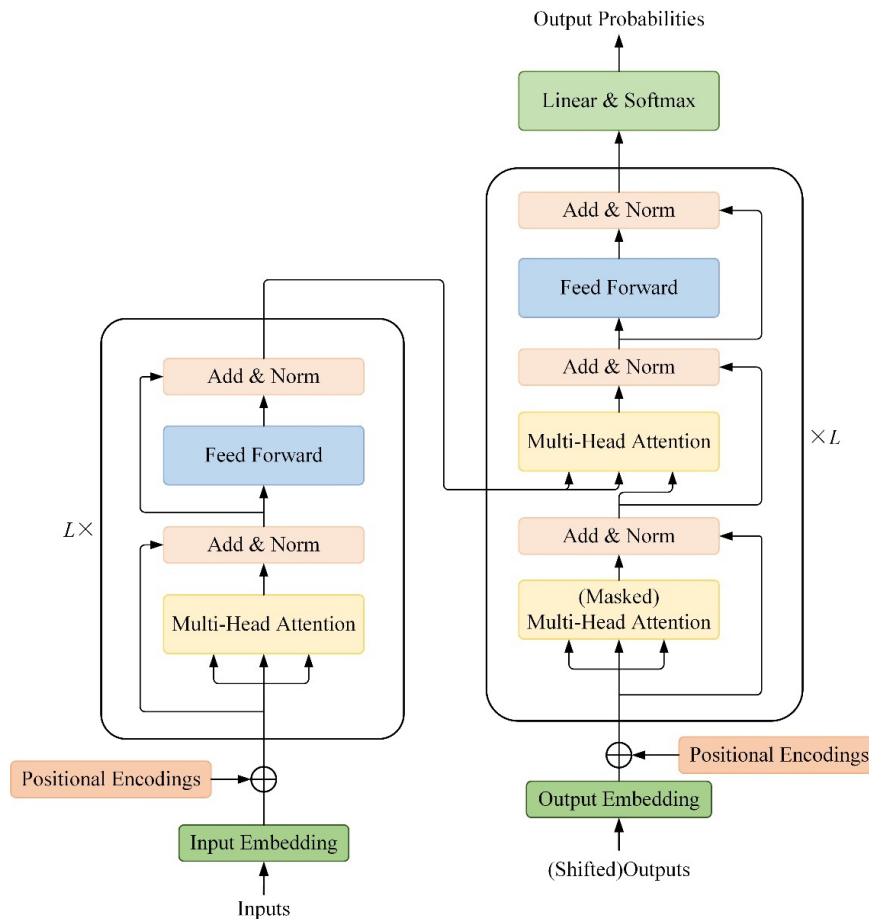 Output Probabilities
Linear & Softmax
Add & Norm
Feed Forward
Add & Norm
Multi-Head Attention
×L
Add & Norm
(Masked)
Multi-Head Attention
Positional Encodings
Output Embedding
(Shifted)Outputs
Add & Norm
Feed Forward
L×
Add & Norm
Multi-Head Attention
Positional Encodings
Input Embedding
Inputs